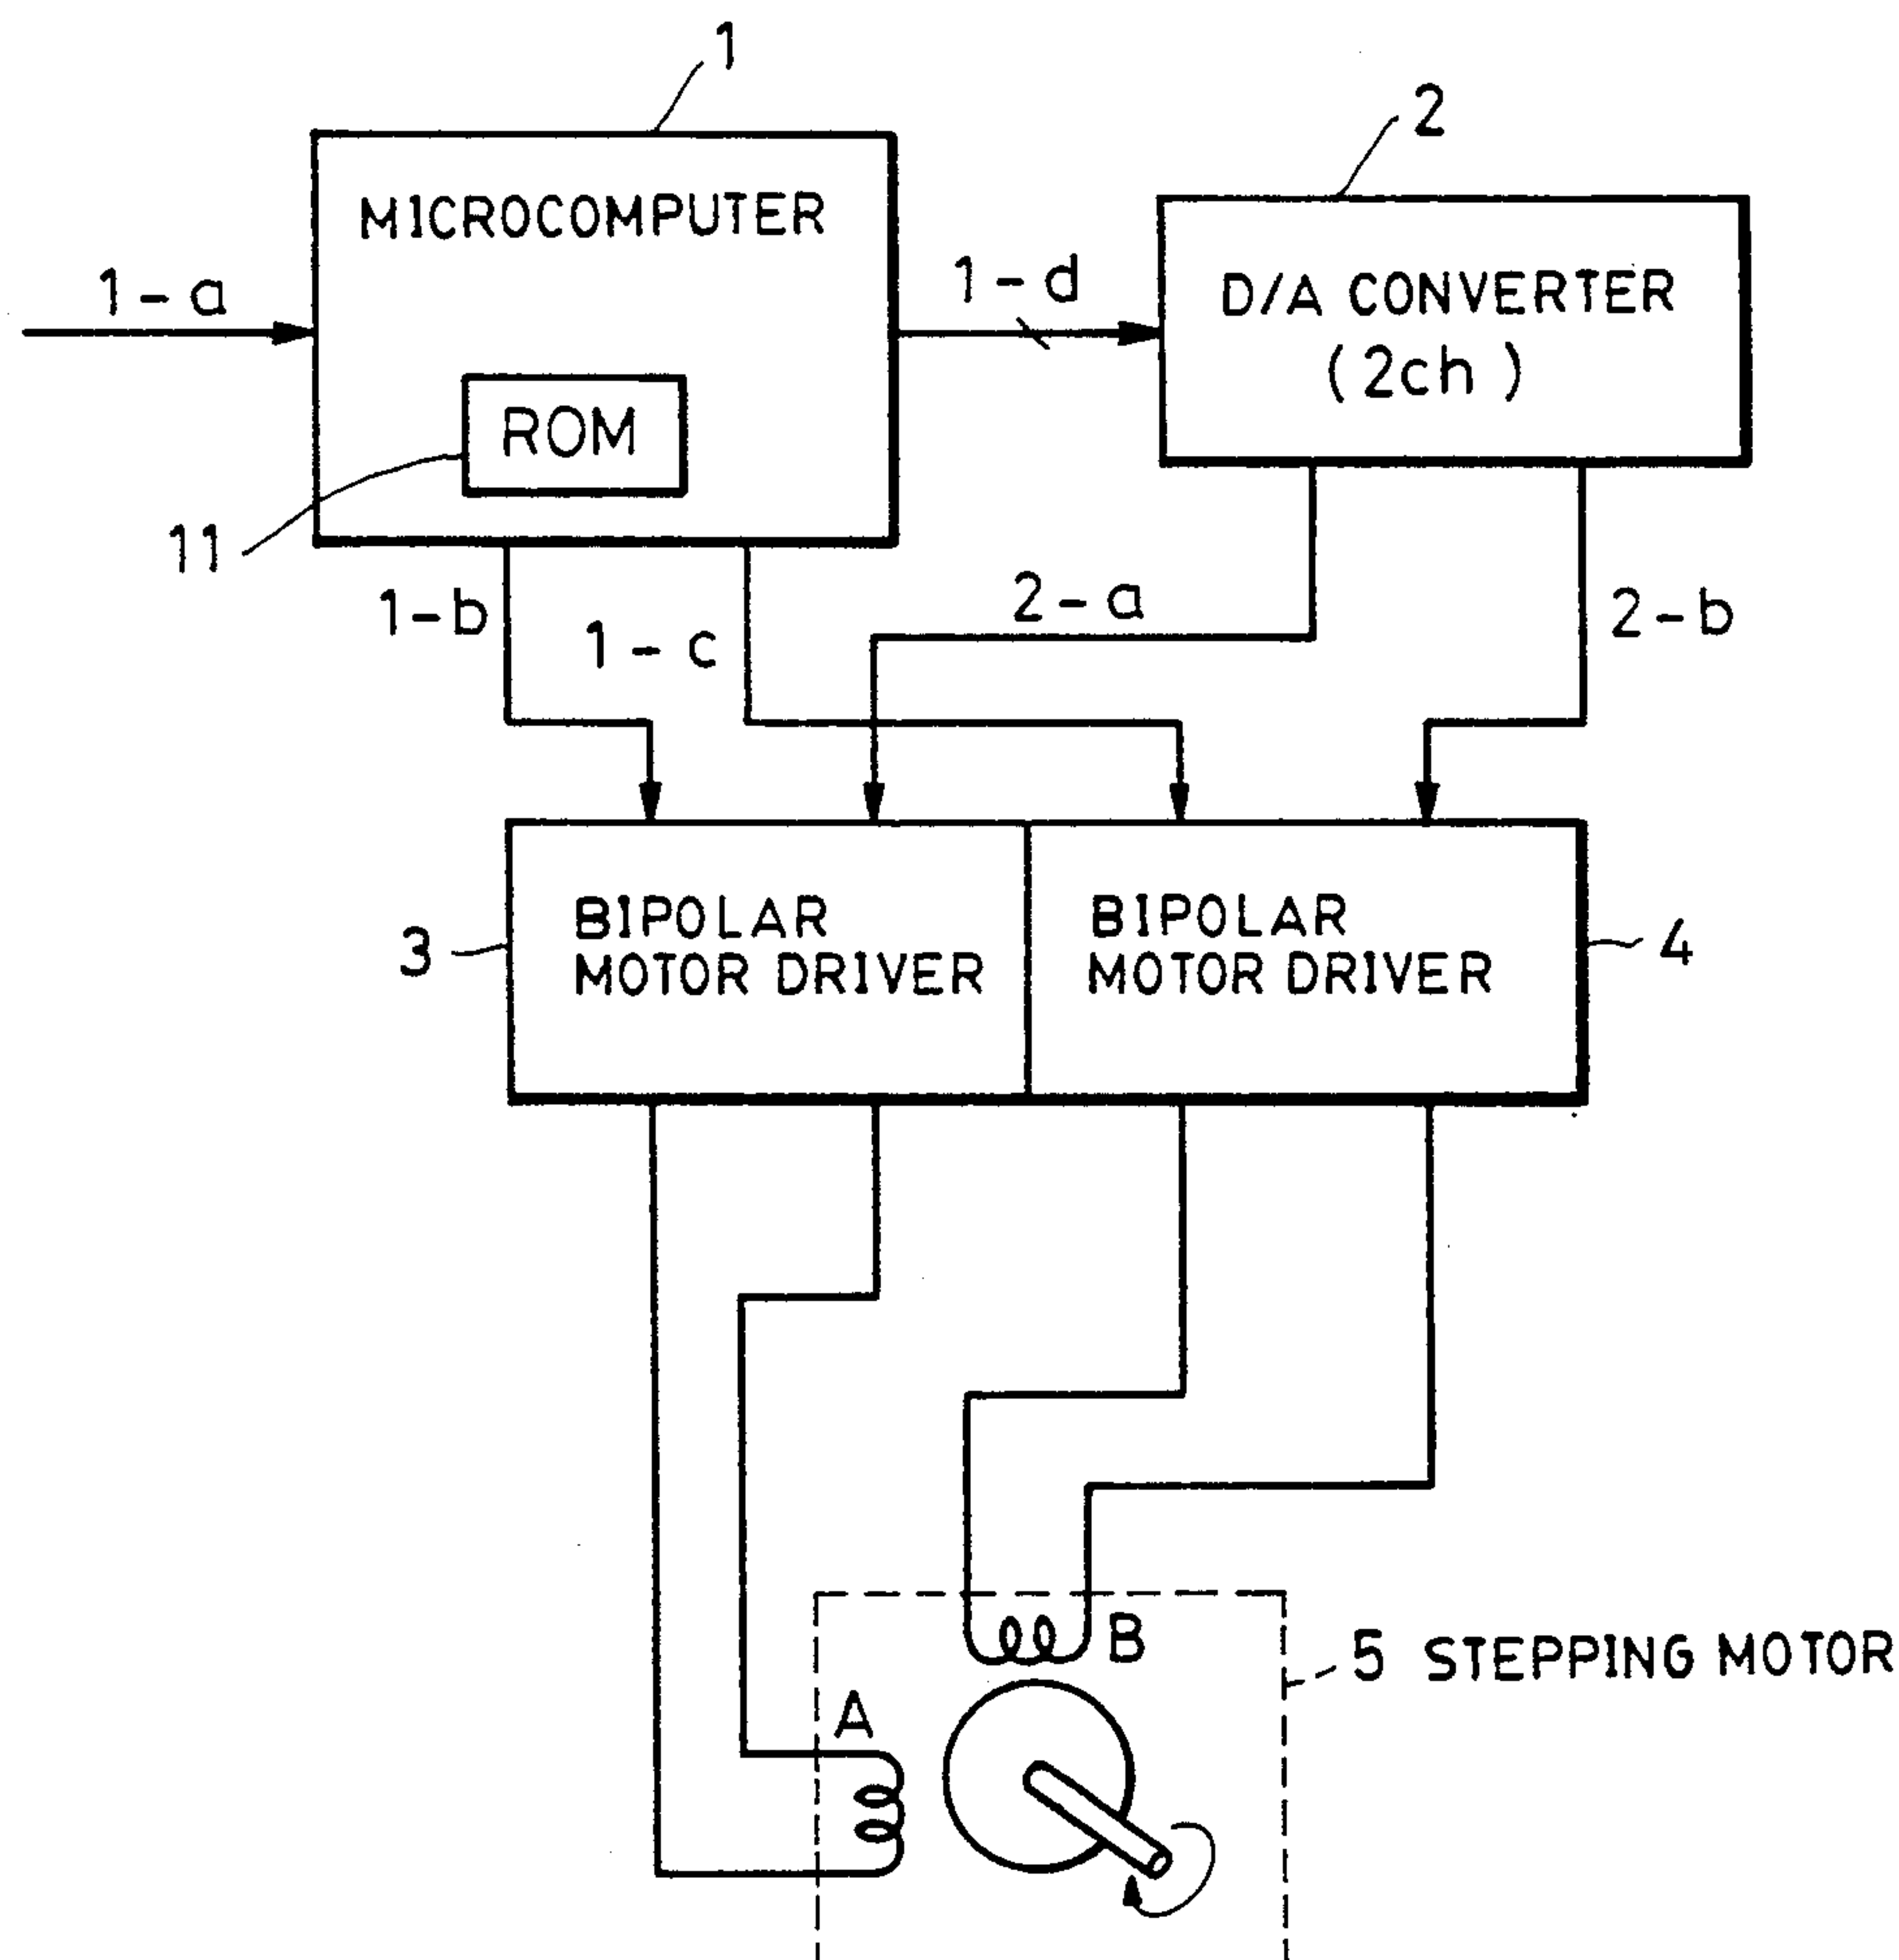 1
2
MICROCOMPUTER
1-a
1-d
D/A CONVERTER
(2ch)
ROM
11
1-b
1-c
2-a
2-b
3
BIPOLAR
MOTOR DRIVER
BIPOLAR
MOTOR DRIVER
4
B
5 STEPPING MOTOR
A